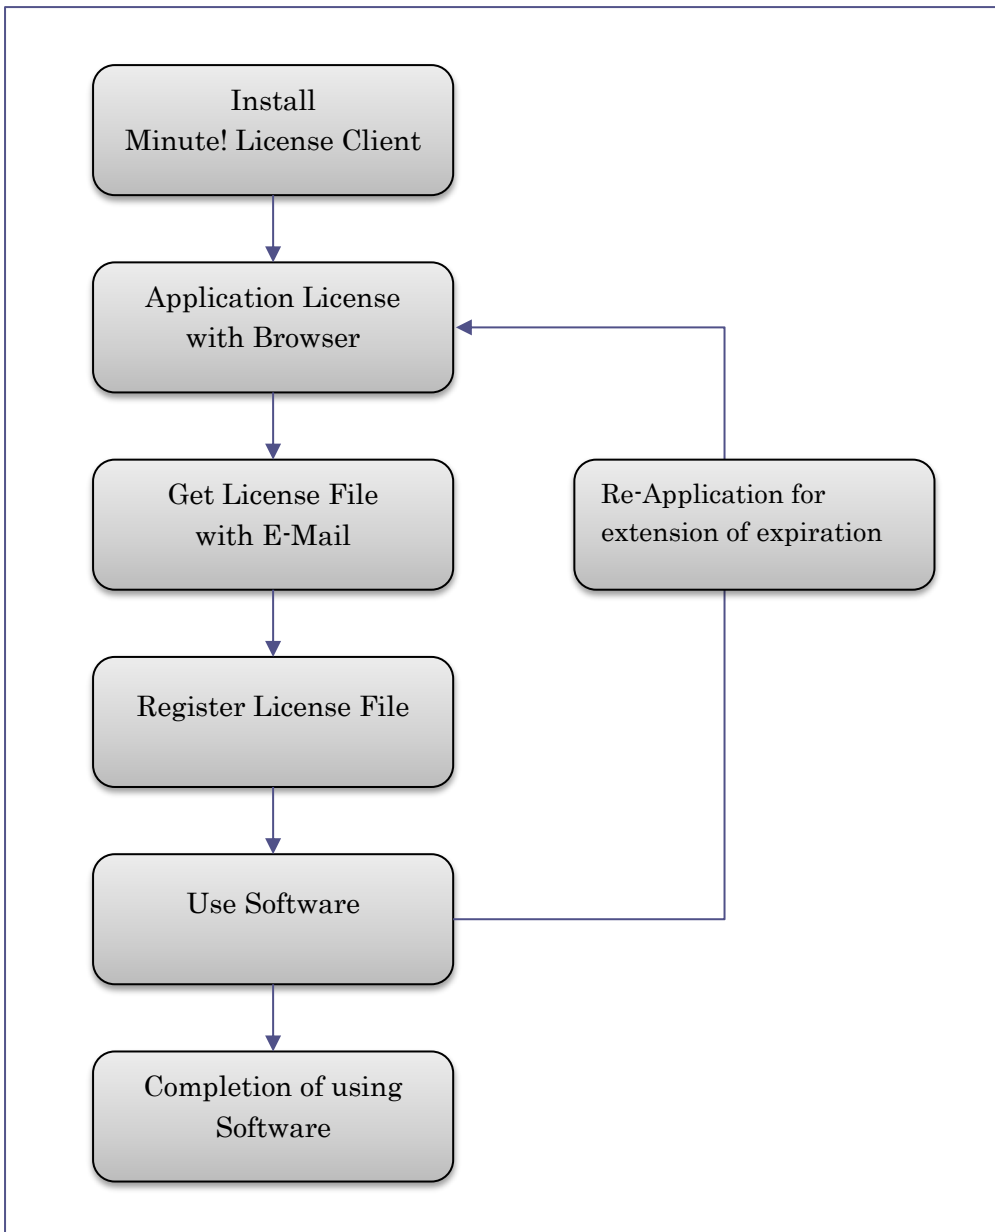 Install
Minute! License Client
Application License
with Browser
Get License File
with E-Mail
Re-Application for
extension of expiration
Register License File
Use Software
Completion of using
Software